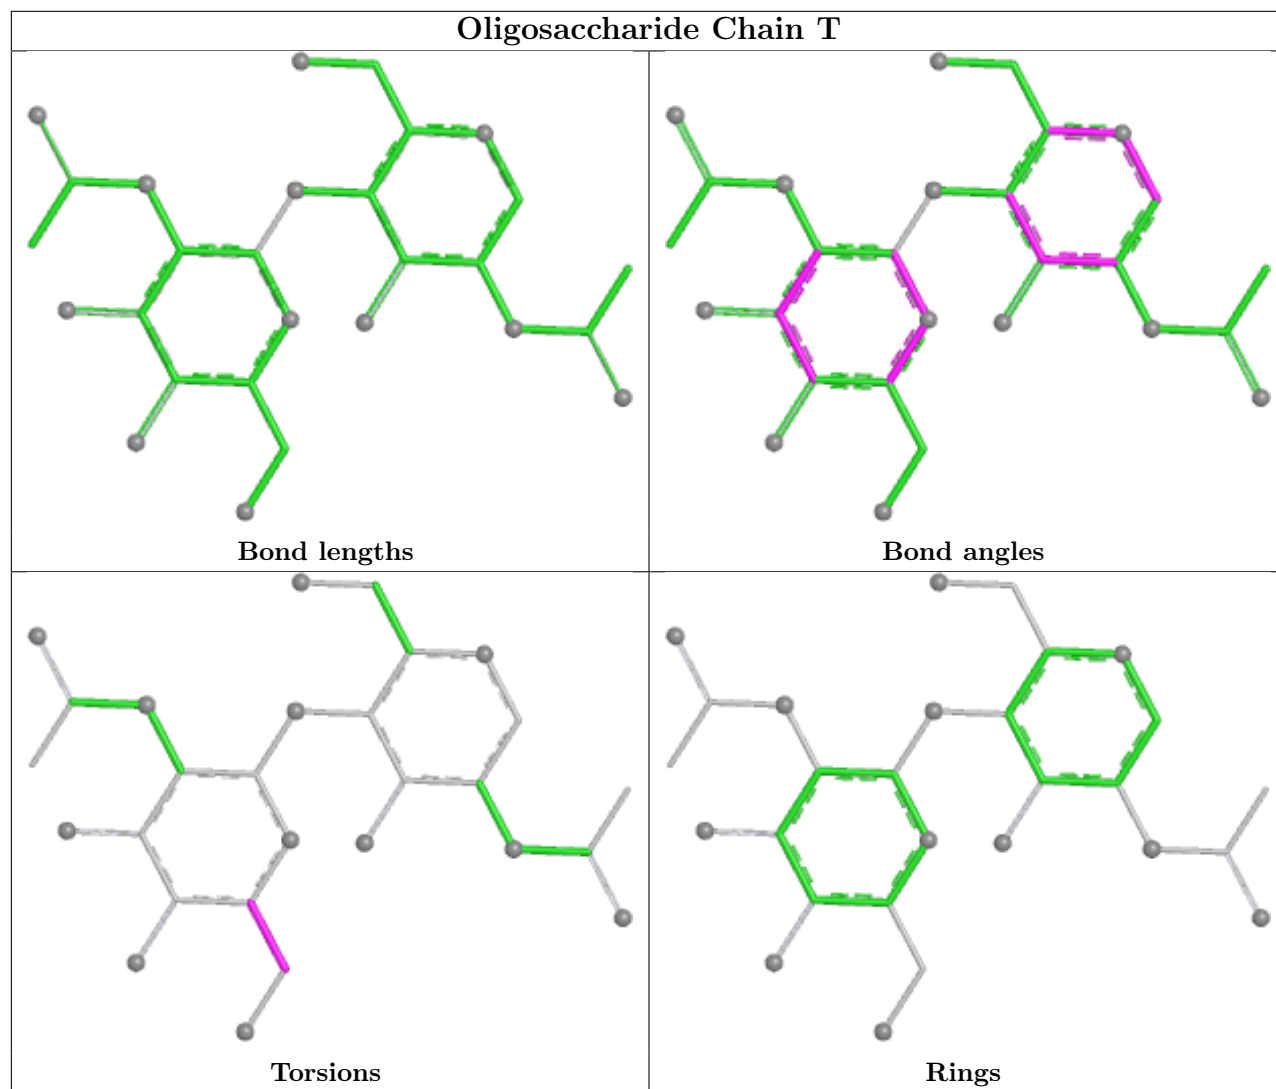 Oligosaccharide Chain T
Bond lengths
Bond angles
Torsions
Rings